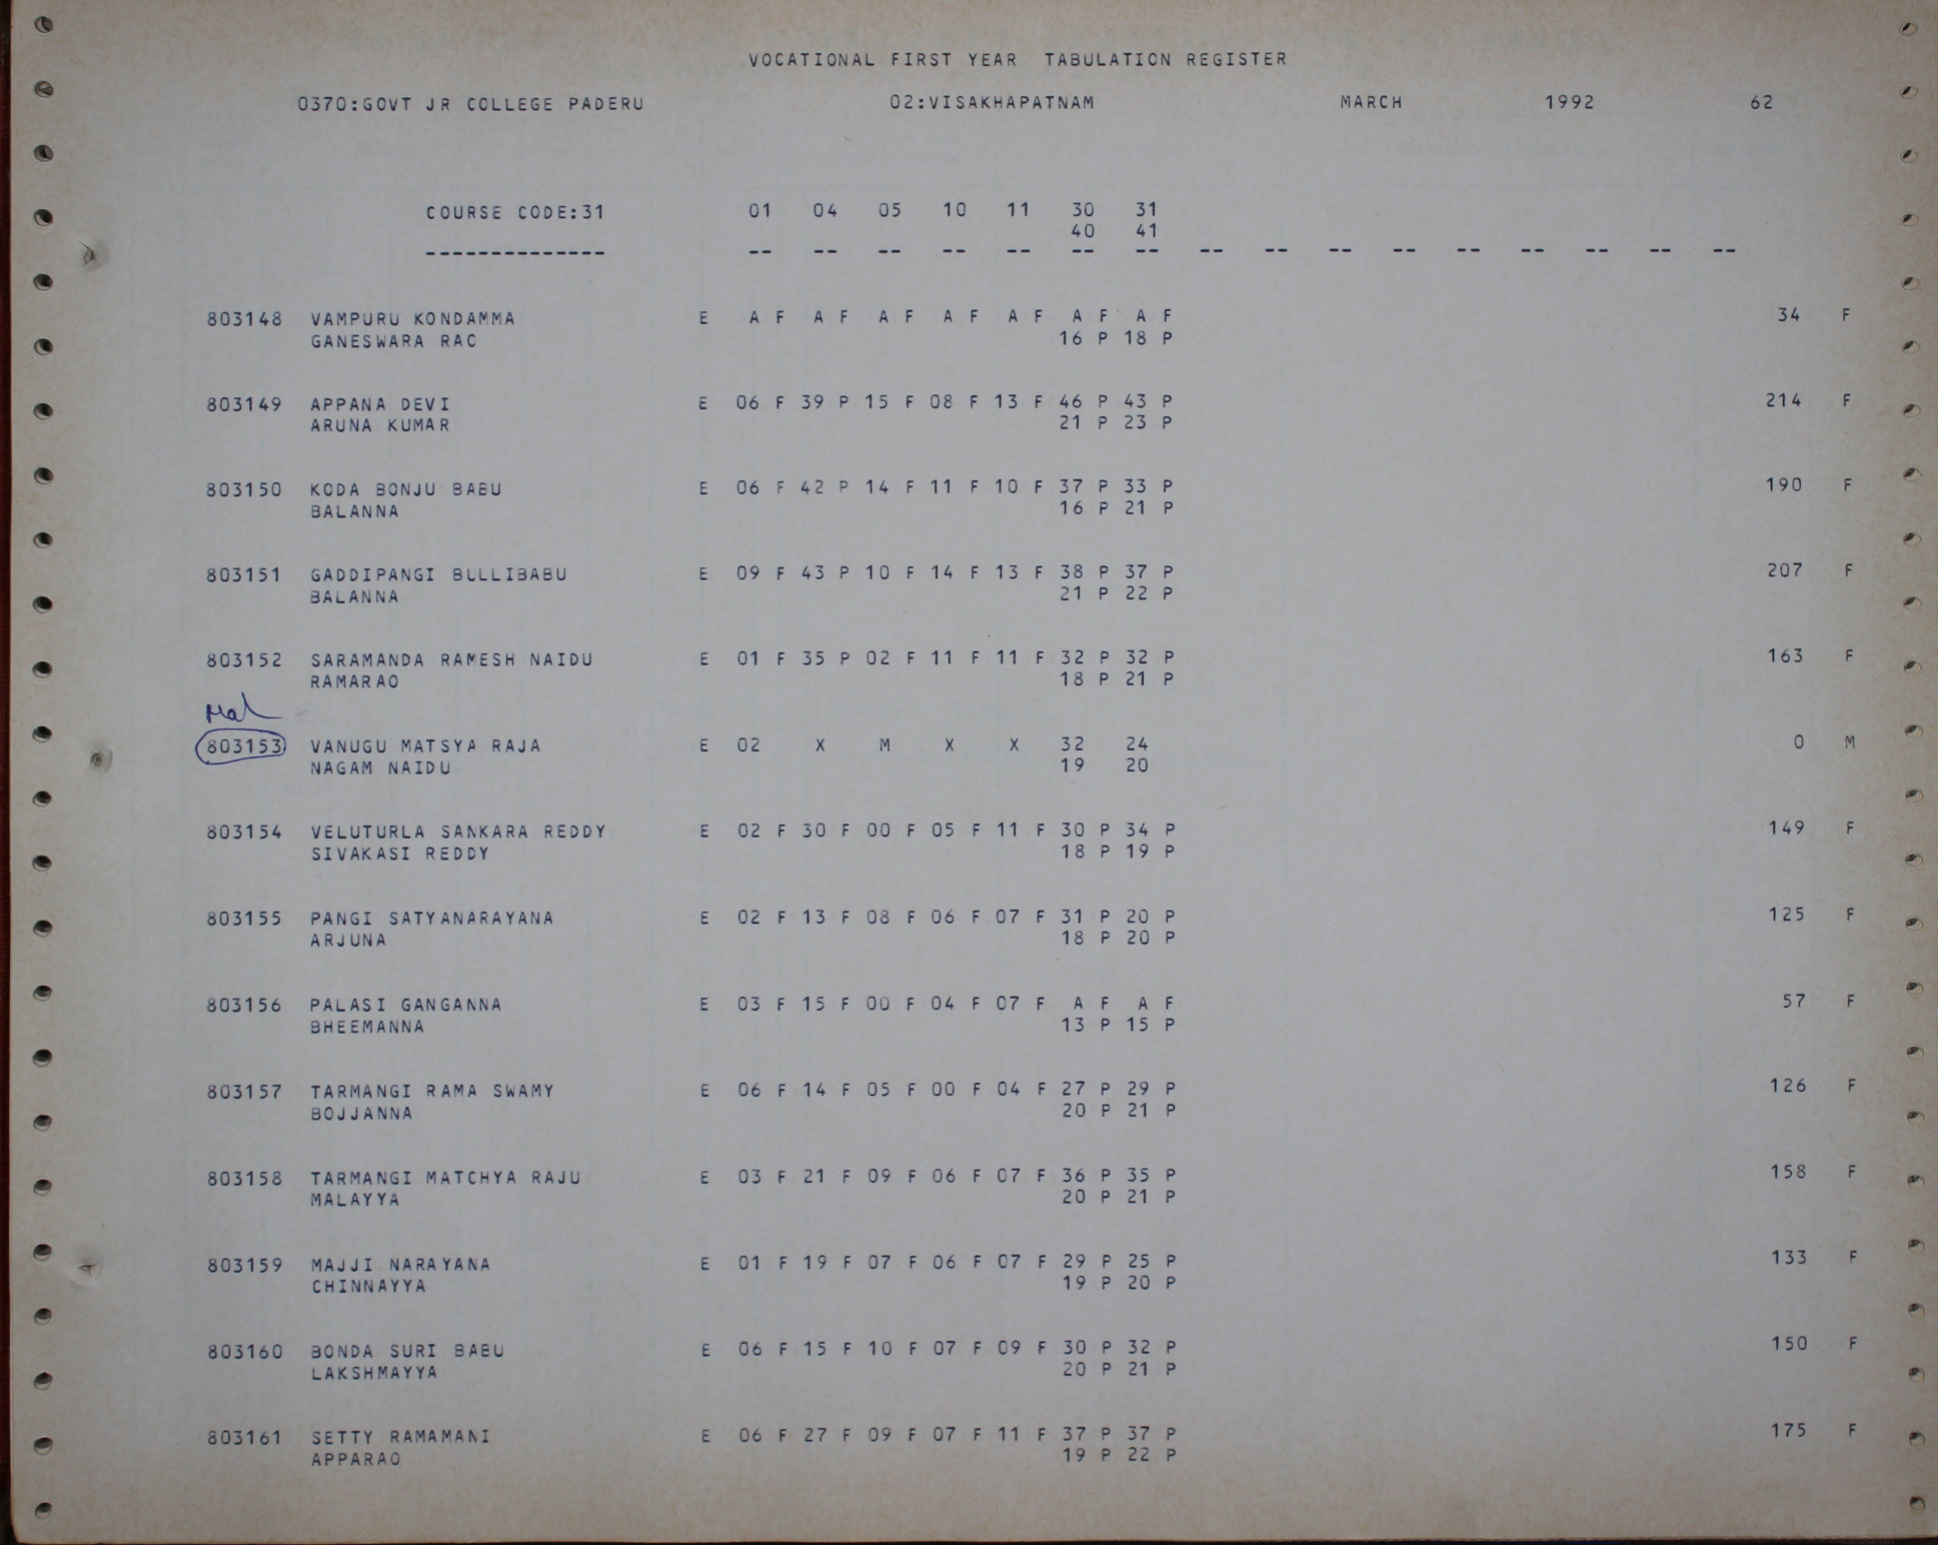 VOCATIONAL FIRST YEAR TABULATION REGISTER
0370:GOVT JR COLLEGE PADERU 02:VISAKHAPATNAM MARCH 1992 62
COURSE CODE:31 01 04 05 10 11 30 31
40 41
-------------- -- -- -- -- -- -- -- -- -- -- -- -- -- -- -- --
803148 VAMPURU KONDAMMA E A F A F A F A F A F A F A F 34 F
GANESWARA RAO 16 P 18 P
803149 APPANA DEVI E 06 F 39 P 15 F 08 F 13 F 46 P 43 P 214 F
ARUNA KUMAR 21 P 23 P
803150 KODA BONJU BABU E 06 F 42 P 14 F 11 F 10 F 37 P 33 P 190 F
BALANNA 16 P 21 P
803151 GADDIPANGI BULLIBABU E 09 F 43 P 10 F 14 F 13 F 38 P 37 P 207 F
BALANNA 21 P 22 P
803152 SARAMANDA RAMESH NAIDU E 01 F 35 P 02 F 11 F 11 F 32 P 32 P 163 F
RAMARAO 18 P 21 P
Mal
803153 VANUGU MATSYA RAJA E 02 X M X X 32 24 0 M
NAGAM NAIDU 19 20
803154 VELUTURLA SANKARA REDDY E 02 F 30 F 00 F 05 F 11 F 30 P 34 P 149 F
SIVAKASI REDDY 18 P 19 P
803155 PANGI SATYANARAYANA E 02 F 13 F 08 F 06 F 07 F 31 P 20 P 125 F
ARJUNA 18 P 20 P
803156 PALASI GANGANNA E 03 F 15 F 00 F 04 F 07 F A F A F 57 F
BHEEMANNA 13 P 15 P
803157 TARMANGI RAMA SWAMY E 06 F 14 F 05 F 00 F 04 F 27 P 29 P 126 F
BOJJANNA 20 P 21 P
803158 TARMANGI MATCHYA RAJU E 03 F 21 F 09 F 06 F 07 F 36 P 35 P 158 F
MALAYYA 20 P 21 P
803159 MAJJI NARAYANA E 01 F 19 F 07 F 06 F 07 F 29 P 25 P 133 F
CHINNAYYA 19 P 20 P
803160 BONDA SURI BABU E 06 F 15 F 10 F 07 F 09 F 30 P 32 P 150 F
LAKSHMAYYA 20 P 21 P
803161 SETTY RAMAMANI E 06 F 27 F 09 F 07 F 11 F 37 P 37 P 175 F
APPARAO 19 P 22 P